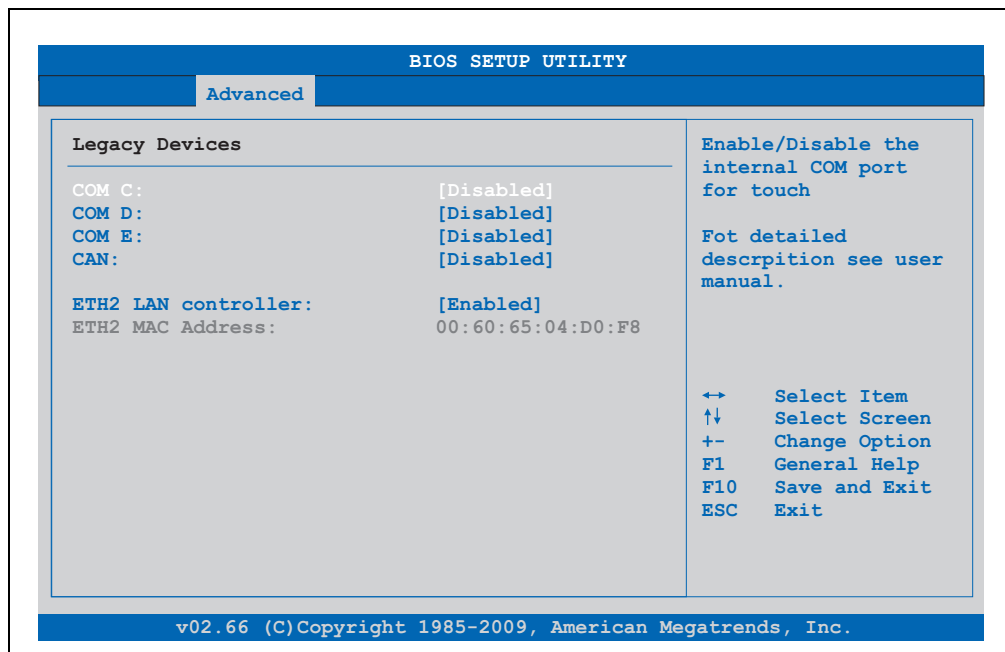 BIOS SETUP UTILITY
Advanced
Legacy Devices
COM C: [Disabled]
COM D: [Disabled]
COM E: [Disabled]
CAN: [Disabled]
ETH2 LAN controller: [Enabled]
ETH2 MAC Address: 00:60:65:04:D0:F8
Enable/Disable the
internal COM port
for touch
Fot detailed
descrpition see user
manual.
↔ Select Item
↑↓ Select Screen
+- Change Option
F1 General Help
F10 Save and Exit
ESC Exit
v02.66 (C)Copyright 1985-2009, American Megatrends, Inc.